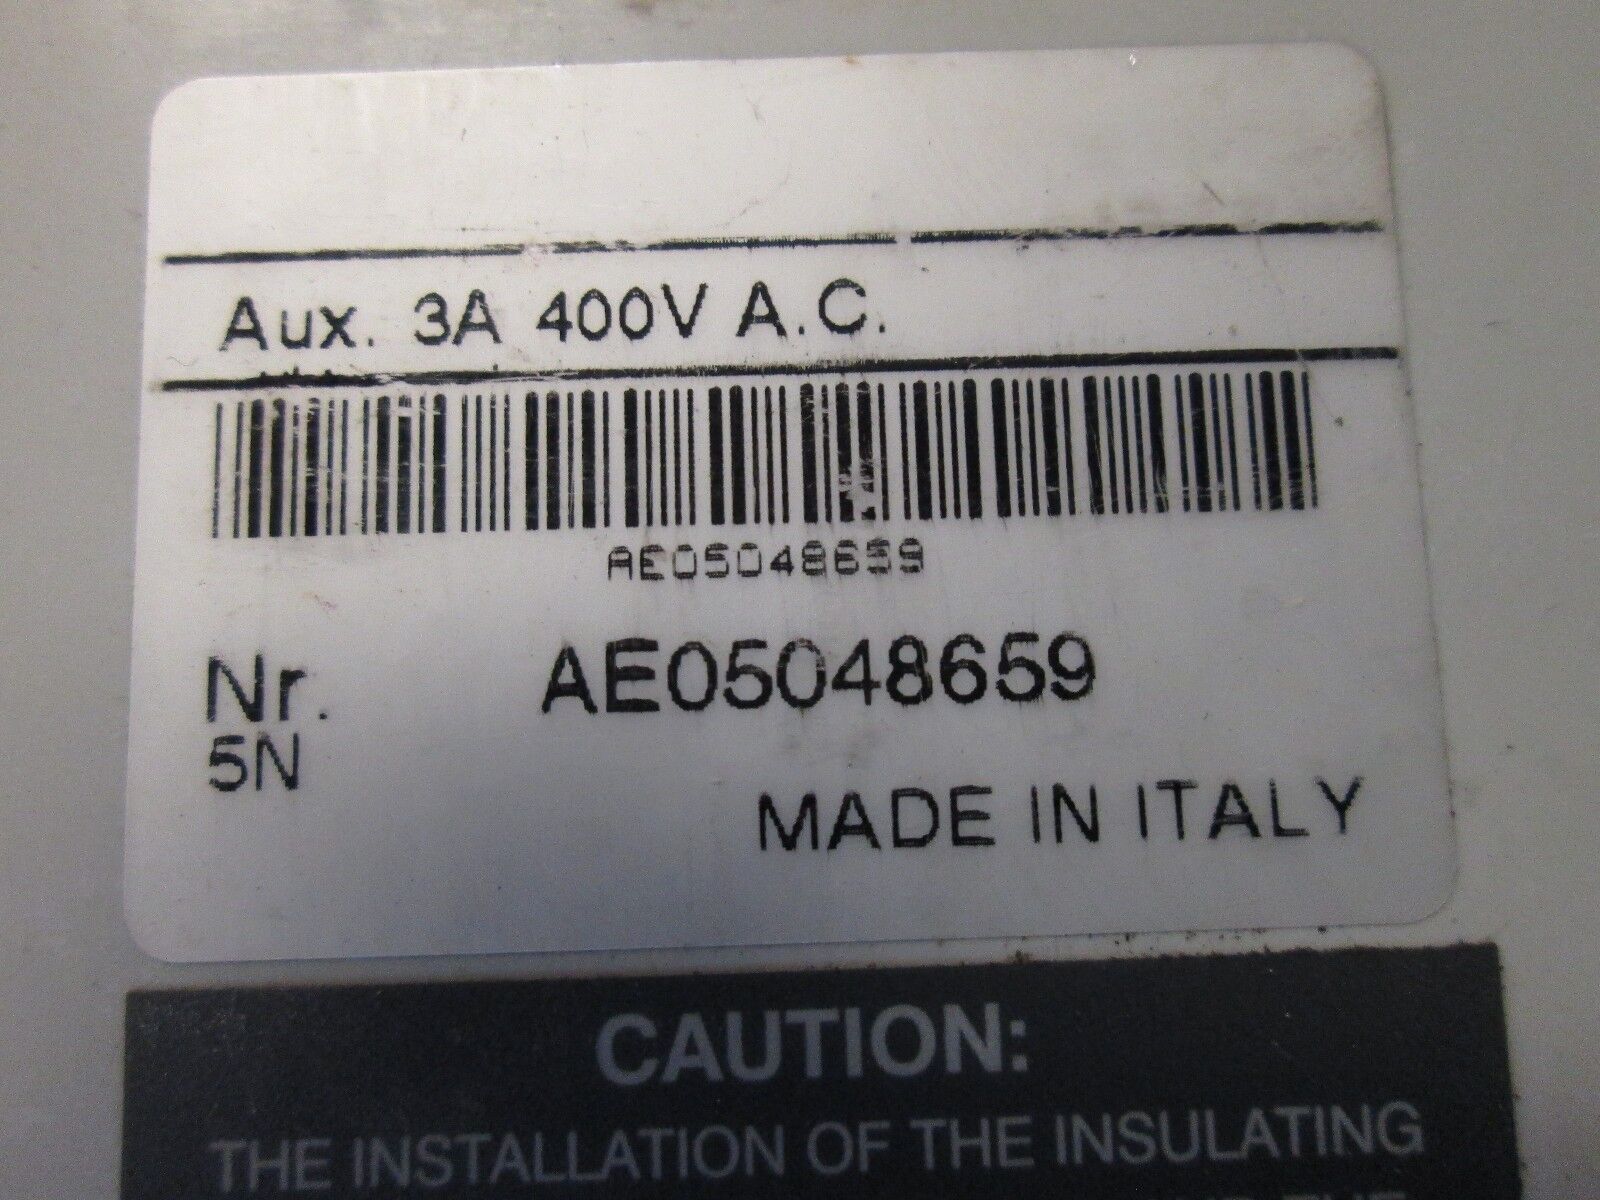 Aux. 3A 400V A.C.
AE05048659
Nr. AE05048659
5N
MADE IN ITALY
CAUTION:
THE INSTALLATION OF THE INSULATING